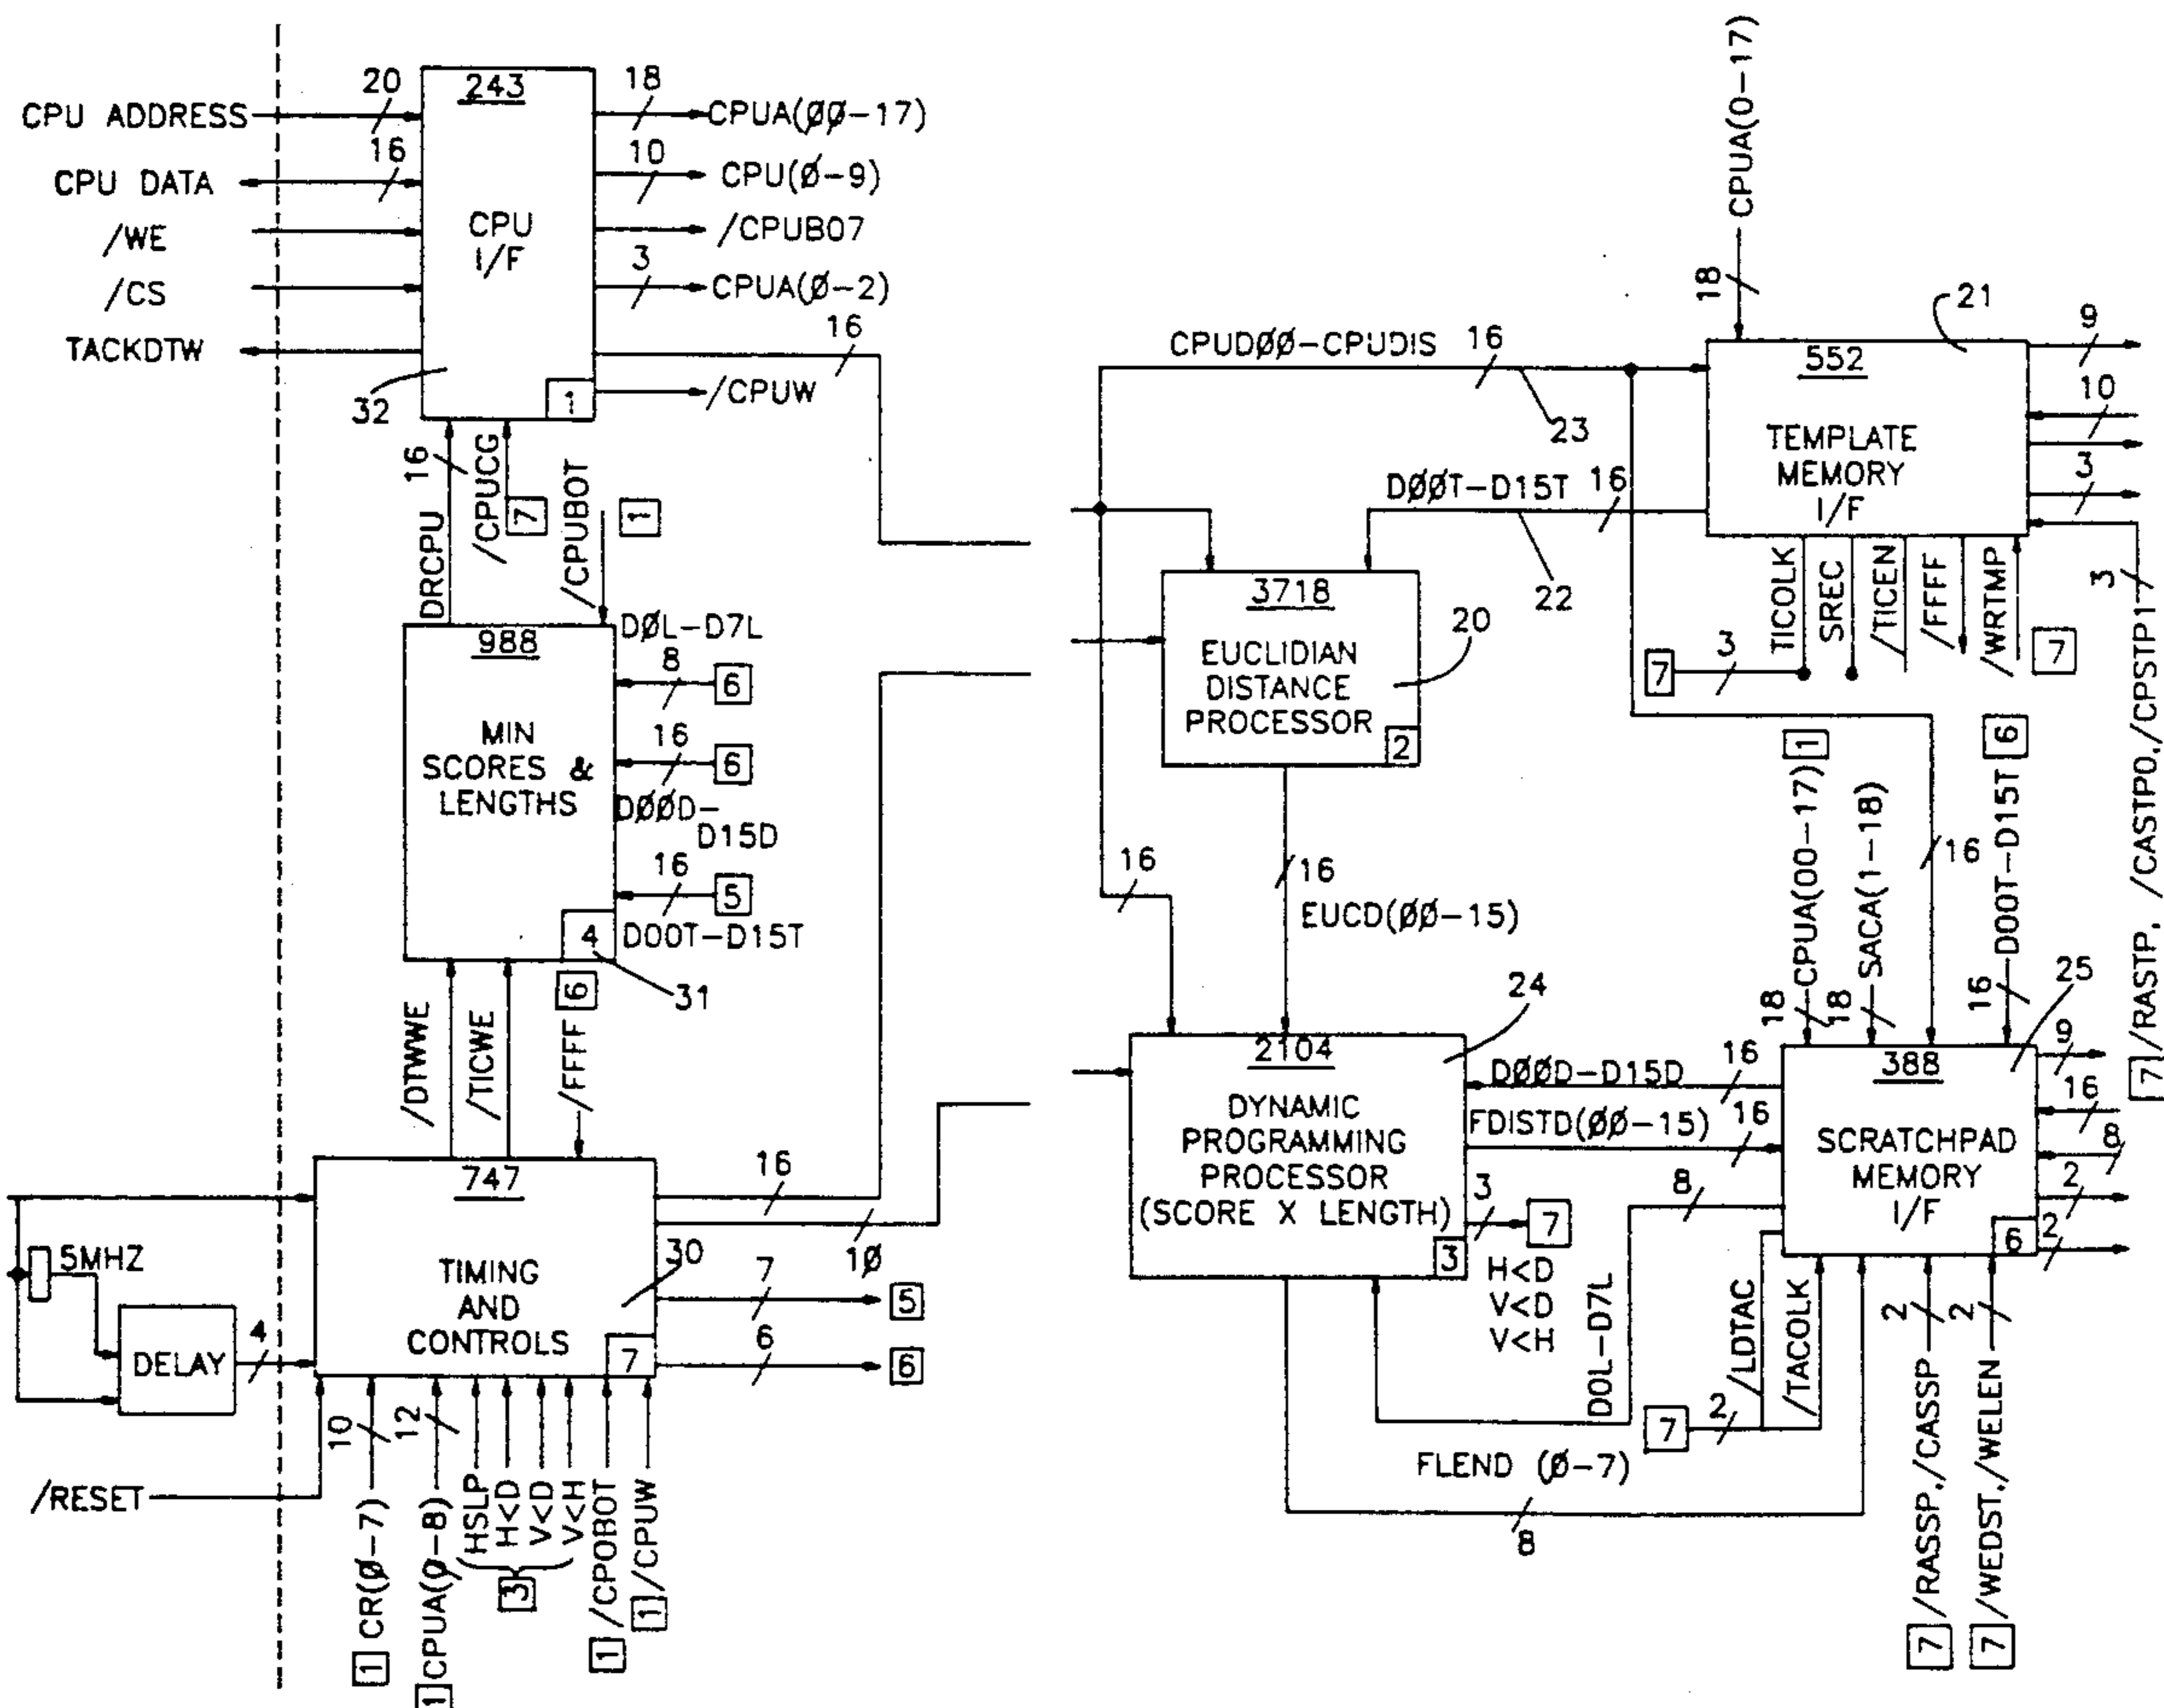 CPU ADDRESS
20
CPU DATA
16
/WE
/CS
TACKDTW
243
CPU
I/F
1
32
18
CPUA(ØØ-17)
10
CPU(Ø-9)
/CPUB07
3
CPUA(Ø-2)
16
/CPUW
DRCPU
16
/CPUCG
7
/CPUBOT
1
988
MIN
SCORES &
LENGTHS
4
31
DØL-D7L
8
6
16
6
DØØD-
D15D
16
5
D00T-D15T
/DTWWE
/TICWE
/FFFF
6
747
TIMING
AND
CONTROLS
7
30
5MHZ
DELAY
4
/RESET
16
1Ø
7
5
6
6
10
1 CR(Ø-7)
12
1 CPUA(Ø-8)
HSLP
H<D
V<D
V<H
3
1 /CPOBOT
1 /CPUW
CPUA(0-17)
18
CPUDØØ-CPUDIS
16
23
DØØT-D15T
16
22
552
TEMPLATE
MEMORY
I/F
21
9
10
3
3
7 /RASTP, /CASTPO,/CPSTP17
TICOLK
SREC
/TICEN
/FFFF
/WRTMP
7
7
3
3718
EUCLIDIAN
DISTANCE
PROCESSOR
2
20
16
16
EUCD(ØØ-15)
2104
DYNAMIC
PROGRAMMING
PROCESSOR
(SCORE X LENGTH)
3
24
DØØD-D15D
16
FDISTD(ØØ-15)
16
3
7
H<D
V<D
V<H
8
D0L-D7L
/LDTAC
/TACOLK
7
2
FLEND (Ø-7)
8
CPUA(00-17) 1
18
SACA(1-18)
18
16
D00T-D15T 6
16
25
388
SCRATCHPAD
MEMORY
I/F
6
9
16
8
2
2
2
7 /RASSP,/CASSP
2
7 /WEDST,/WELEN